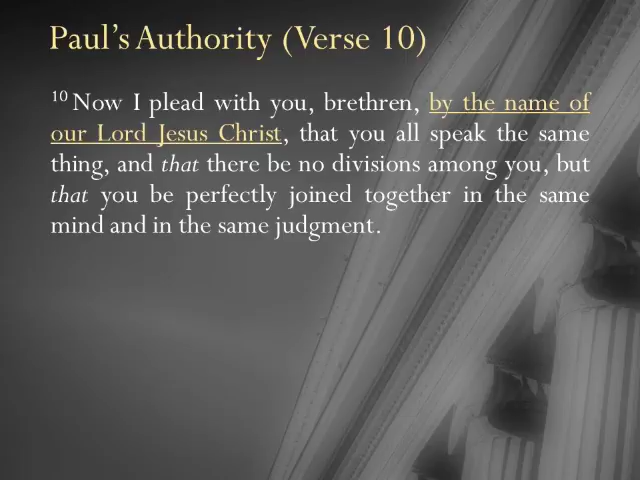 Paul's Authority (Verse 10)
10 Now I plead with you, brethren, by the name of
our Lord Jesus Christ, that you all speak the same
thing, and that there be no divisions among you, but
that you be perfectly joined together in the same
mind and in the same judgment.